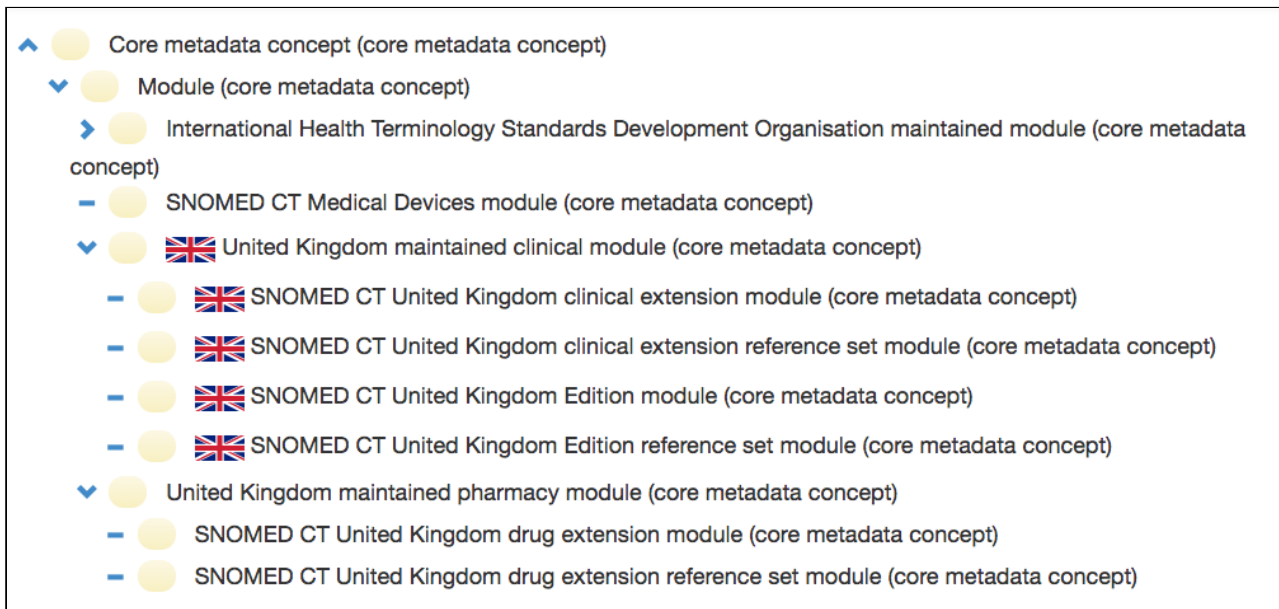 Core metadata concept (core metadata concept)
Module (core metadata concept)
International Health Terminology Standards Development Organisation maintained module (core metadata
concept)
SNOMED CT Medical Devices module (core metadata concept)
United Kingdom maintained clinical module (core metadata concept)
SNOMED CT United Kingdom clinical extension module (core metadata concept)
SNOMED CT United Kingdom clinical extension reference set module (core metadata concept)
SNOMED CT United Kingdom Edition module (core metadata concept)
SNOMED CT United Kingdom Edition reference set module (core metadata concept)
United Kingdom maintained pharmacy module (core metadata concept)
SNOMED CT United Kingdom drug extension module (core metadata concept)
SNOMED CT United Kingdom drug extension reference set module (core metadata concept)